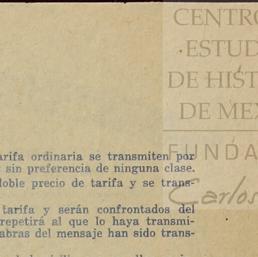 CENTRO
ESTUD
DE HIST
DE MEX
FUNDA
Carlos
arifa ordinaria se transmiten por
sin preferencia de ninguna clase.
doble precio de tarifa y se trans-
tarifa y serán confrontados del
repetirá al que lo haya transmi-
abras del mensaje han sido trans-